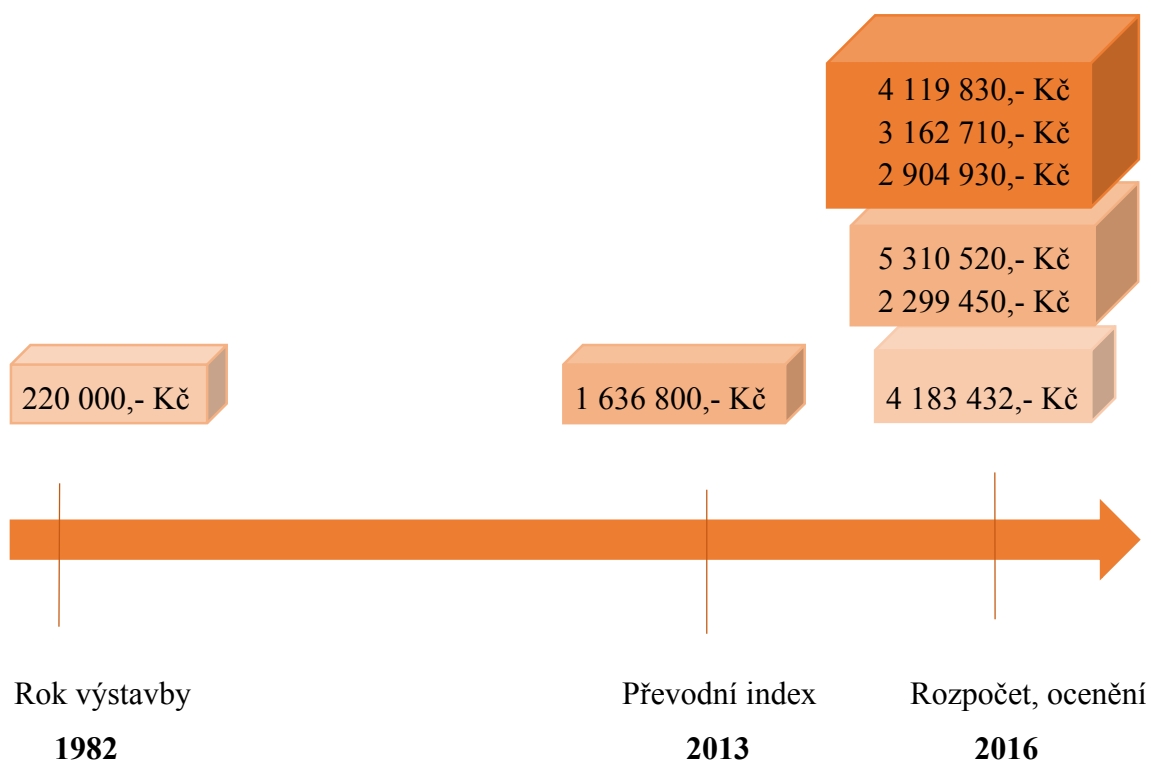 4 119 830,- Kč
3 162 710,- Kč
2 904 930,- Kč
5 310 520,- Kč
2 299 450,- Kč
220 000,- Kč
1 636 800,- Kč
4 183 432,- Kč
Rok výstavby
1982
Převodní index
2013
Rozpočet, ocenění
2016